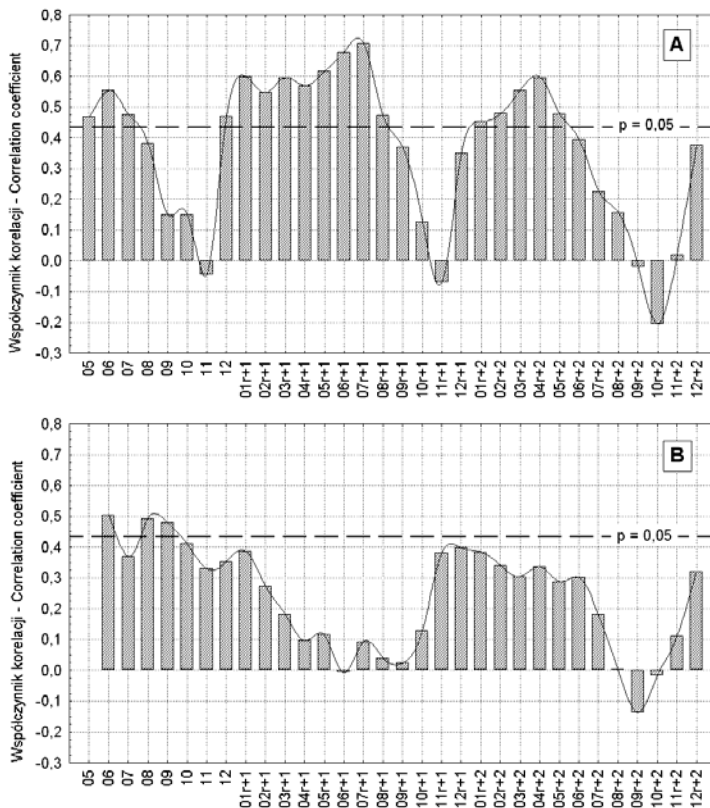 0,8
0,7
0,6
0,5
0,4
0,3
0,2
0,1
0,0
-0,1
-0,2
-0,3
Współczynnik korelacji - Correlation coefficient
A
p = 0,05
05
06
07
08
09
10
11
12
01r+1
02r+1
03r+1
04r+1
05r+1
06r+1
07r+1
08r+1
09r+1
10r+1
11r+1
12r+1
01r+2
02r+2
03r+2
04r+2
05r+2
06r+2
07r+2
08r+2
09r+2
10r+2
11r+2
12r+2
0,8
0,7
0,6
0,5
0,4
0,3
0,2
0,1
0,0
-0,1
-0,2
-0,3
Współczynnik korelacji - Correlation coefficient
B
p = 0,05
05
06
07
08
09
10
11
12
01r+1
02r+1
03r+1
04r+1
05r+1
06r+1
07r+1
08r+1
09r+1
10r+1
11r+1
12r+1
01r+2
02r+2
03r+2
04r+2
05r+2
06r+2
07r+2
08r+2
09r+2
10r+2
11r+2
12r+2